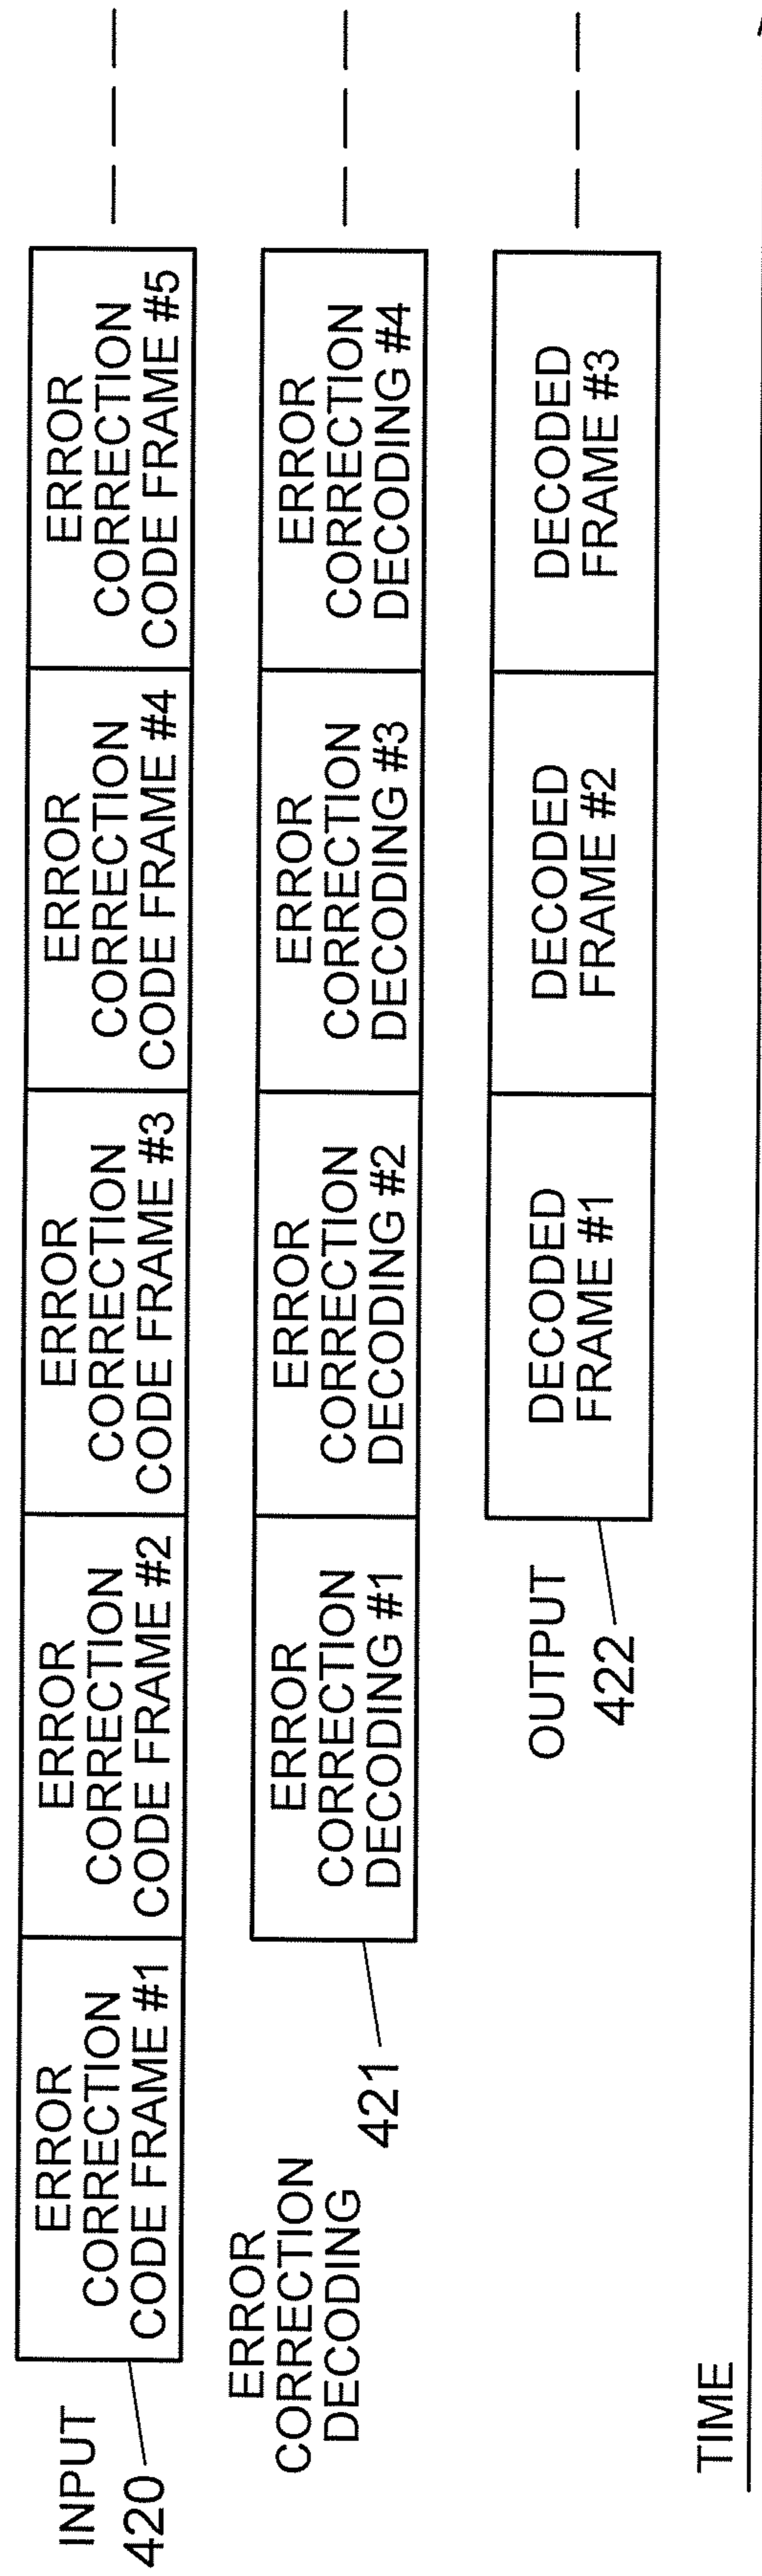 INPUT
420
ERROR
CORRECTION
CODE FRAME #1
ERROR
CORRECTION
CODE FRAME #2
ERROR
CORRECTION
CODE FRAME #3
ERROR
CORRECTION
CODE FRAME #4
ERROR
CORRECTION
CODE FRAME #5
ERROR
CORRECTION
DECODING
421
ERROR
CORRECTION
DECODING #1
ERROR
CORRECTION
DECODING #2
ERROR
CORRECTION
DECODING #3
ERROR
CORRECTION
DECODING #4
OUTPUT
422
DECODED
FRAME #1
DECODED
FRAME #2
DECODED
FRAME #3
TIME